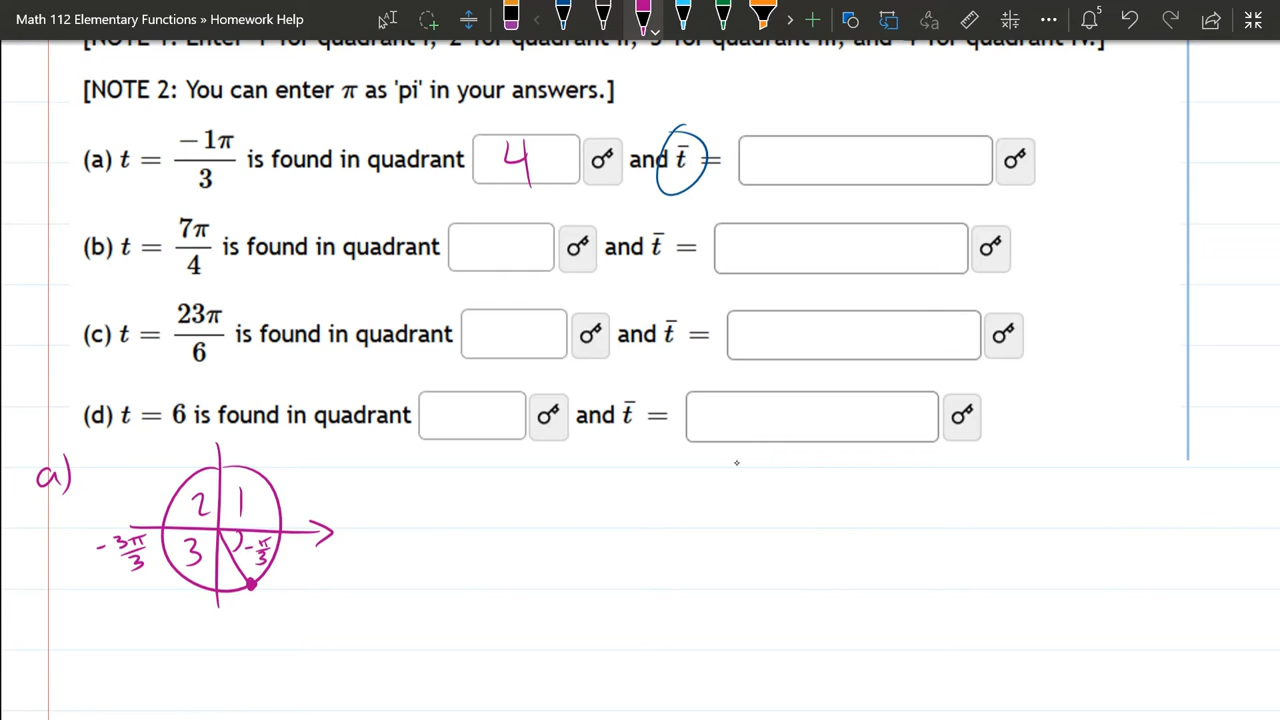 Math 112 Elementary Functions » Homework Help
5
[NOTE 2: You can enter π as 'pi' in your answers.]
(a) t = −1π/3 is found in quadrant 4 and t̄ =
(b) t = 7π/4 is found in quadrant and t̄ =
(c) t = 23π/6 is found in quadrant and t̄ =
(d) t = 6 is found in quadrant and t̄ =
a)
2 1
-3π/3 3 -π/3